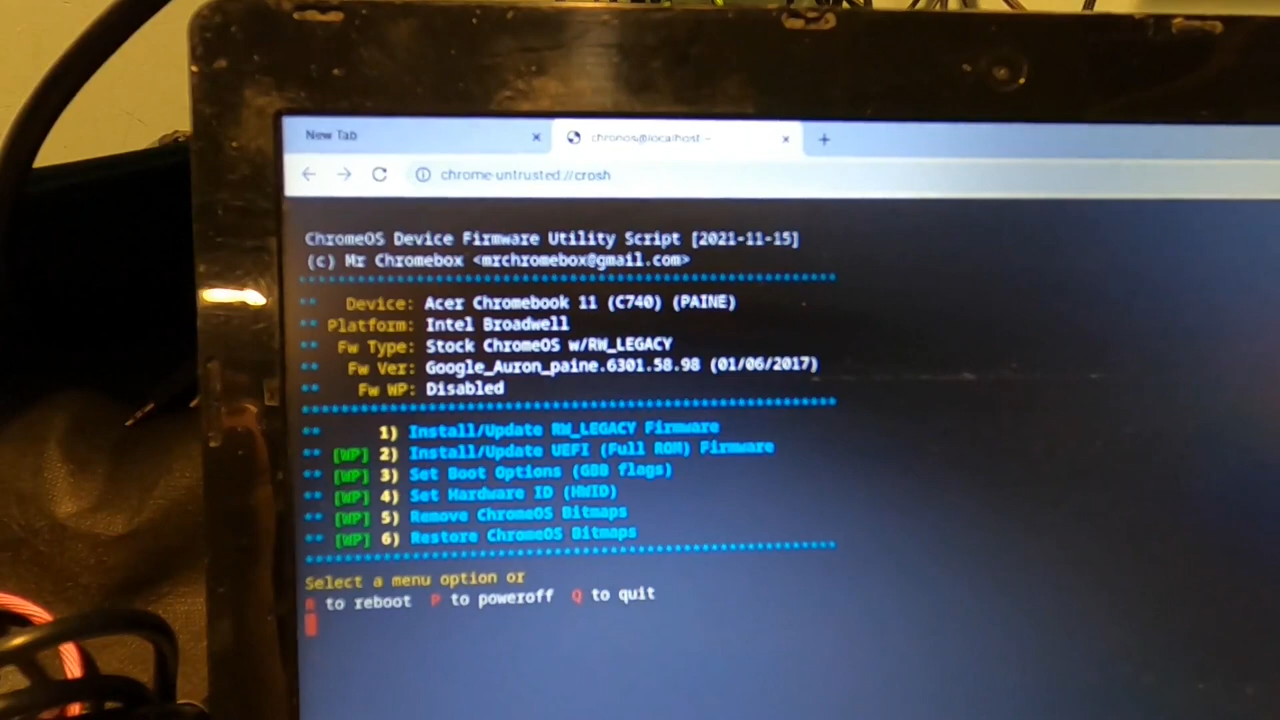 New Tab × chronos@localhost:~ × +
chrome-untrusted://crosh
ChromeOS Device Firmware Utility Script [2021-11-15]
(c) Mr Chromebox <mrchromebox@gmail.com>
*********************************************************
** Device: Acer Chromebook 11 (C740) (PAINE)
** Platform: Intel Broadwell
** Fw Type: Stock ChromeOS w/RW_LEGACY
** Fw Ver: Google_Auron_paine.6301.58.98 (01/06/2017)
** Fw WP: Disabled
*********************************************************
** 1) Install/Update RW_LEGACY Firmware
** [WP] 2) Install/Update UEFI (Full ROM) Firmware
** [WP] 3) Set Boot Options (GBB flags)
** [WP] 4) Set Hardware ID (HWID)
** [WP] 5) Remove ChromeOS Bitmaps
** [WP] 6) Restore ChromeOS Bitmaps
*********************************************************
Select a menu option or
R to reboot P to poweroff Q to quit